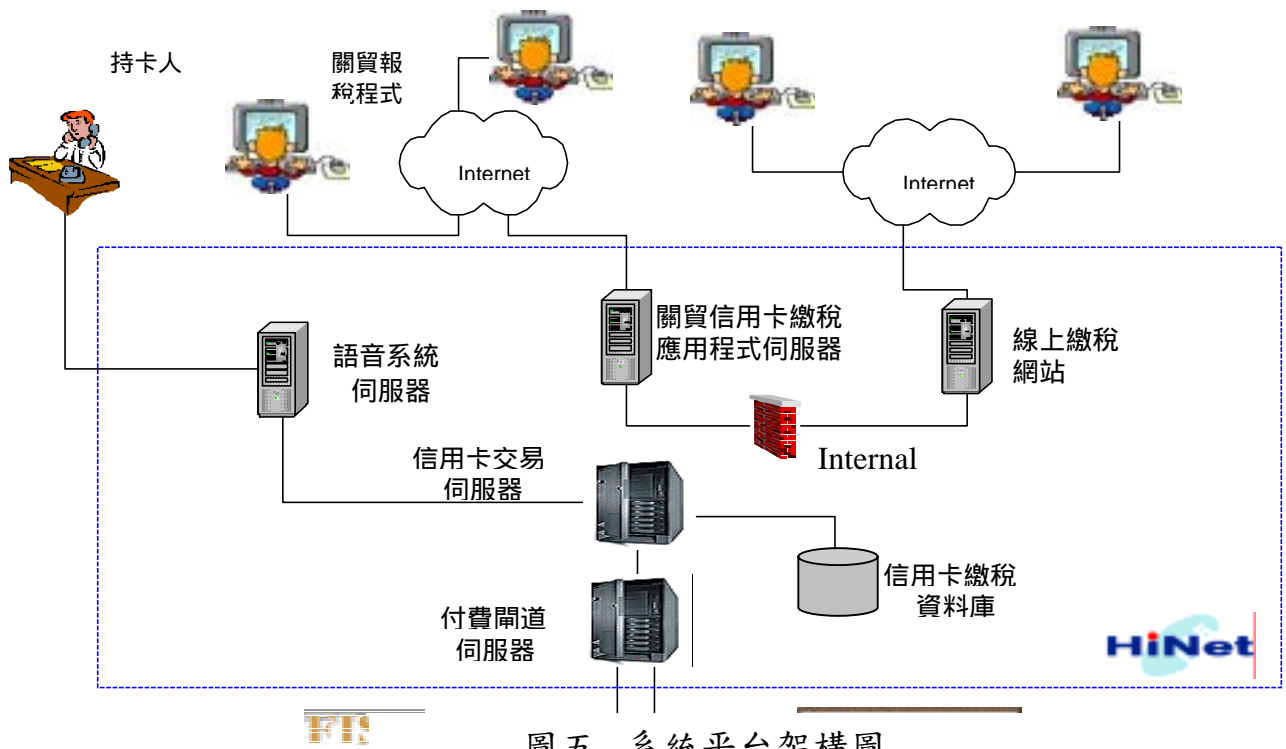 持卡人
關貿報
稅程式
Internet
Internet
語音系統
伺服器
關貿信用卡繳稅
應用程式伺服器
線上繳稅
網站
Internal
信用卡交易
伺服器
信用卡繳稅
資料庫
付費閘道
伺服器
HiNet
圖五 系統平台架構圖